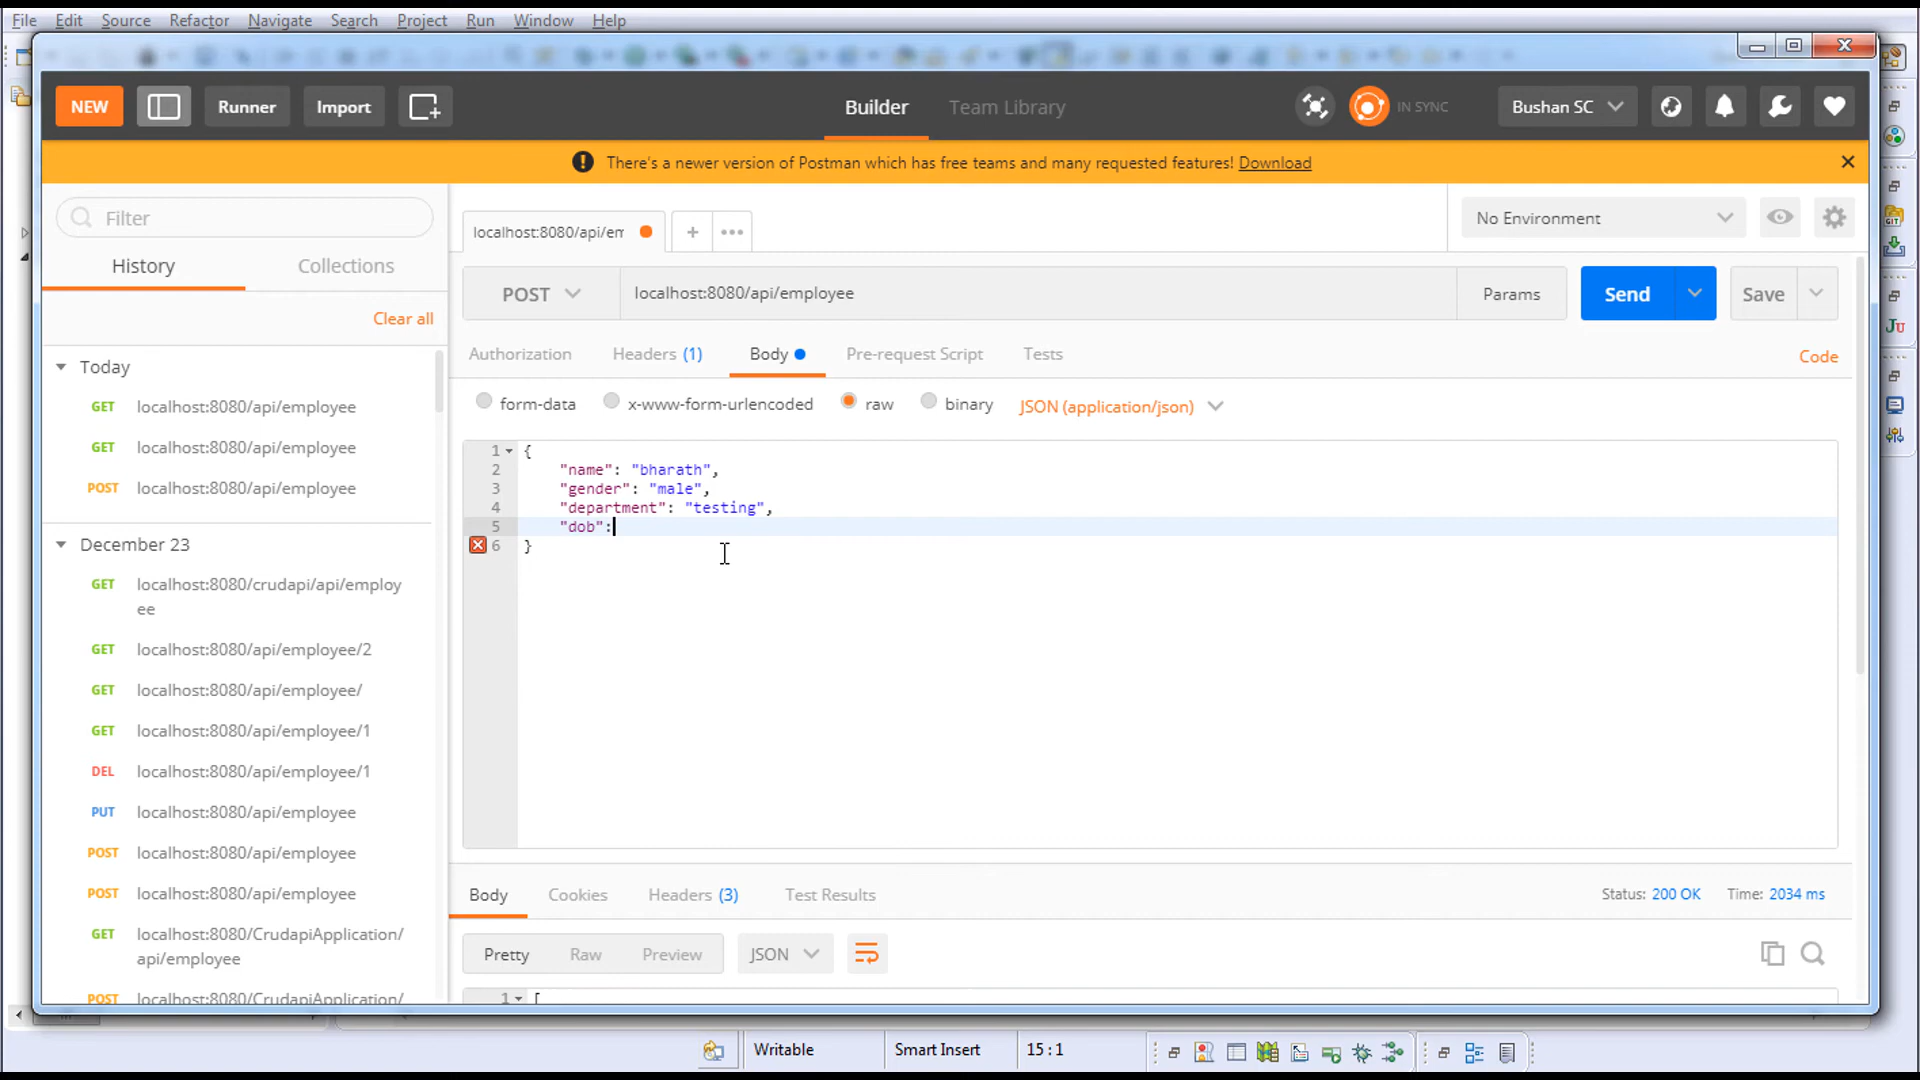 File Edit Source Refactor Navigate Search Project Run Window Help
NEW Runner Import Builder Team Library IN SYNC Bushan SC
There's a newer version of Postman which has free teams and many requested features! Download
Filter
History Collections
Clear all
Today
GET localhost:8080/api/employee
GET localhost:8080/api/employee
POST localhost:8080/api/employee
December 23
GET localhost:8080/crudapi/api/employ
ee
GET localhost:8080/api/employee/2
GET localhost:8080/api/employee/
GET localhost:8080/api/employee/1
DEL localhost:8080/api/employee/1
PUT localhost:8080/api/employee
POST localhost:8080/api/employee
POST localhost:8080/api/employee
GET localhost:8080/CrudapiApplication/
api/employee
POST localhost:8080/CrudapiApplication/
localhost:8080/api/em
No Environment
POST localhost:8080/api/employee Params Send Save
Authorization Headers (1) Body Pre-request Script Tests Code
form-data x-www-form-urlencoded raw binary JSON (application/json)
1 {
2 "name": "bharath",
3 "gender": "male",
4 "department": "testing",
5 "dob":
6 }
Body Cookies Headers (3) Test Results Status: 200 OK Time: 2034 ms
Pretty Raw Preview JSON
1 [
Writable Smart Insert 15 : 1
GIT
Ju